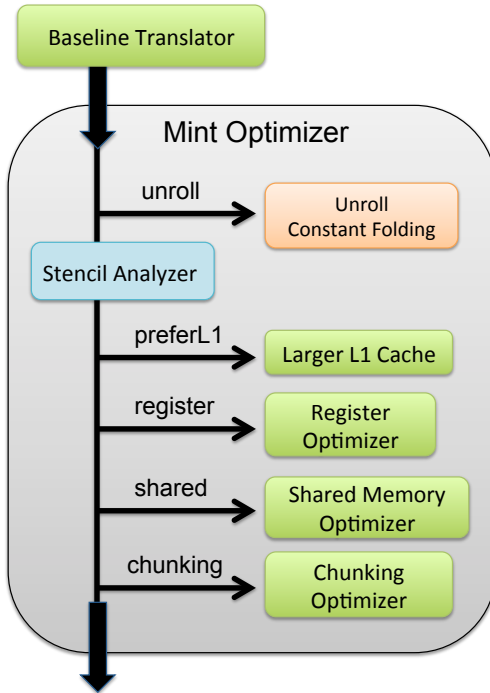 Baseline Translator
Mint Optimizer
unroll
Unroll
Constant Folding
Stencil Analyzer
preferL1
Larger L1 Cache
register
Register
Optimizer
shared
Shared Memory
Optimizer
chunking
Chunking
Optimizer